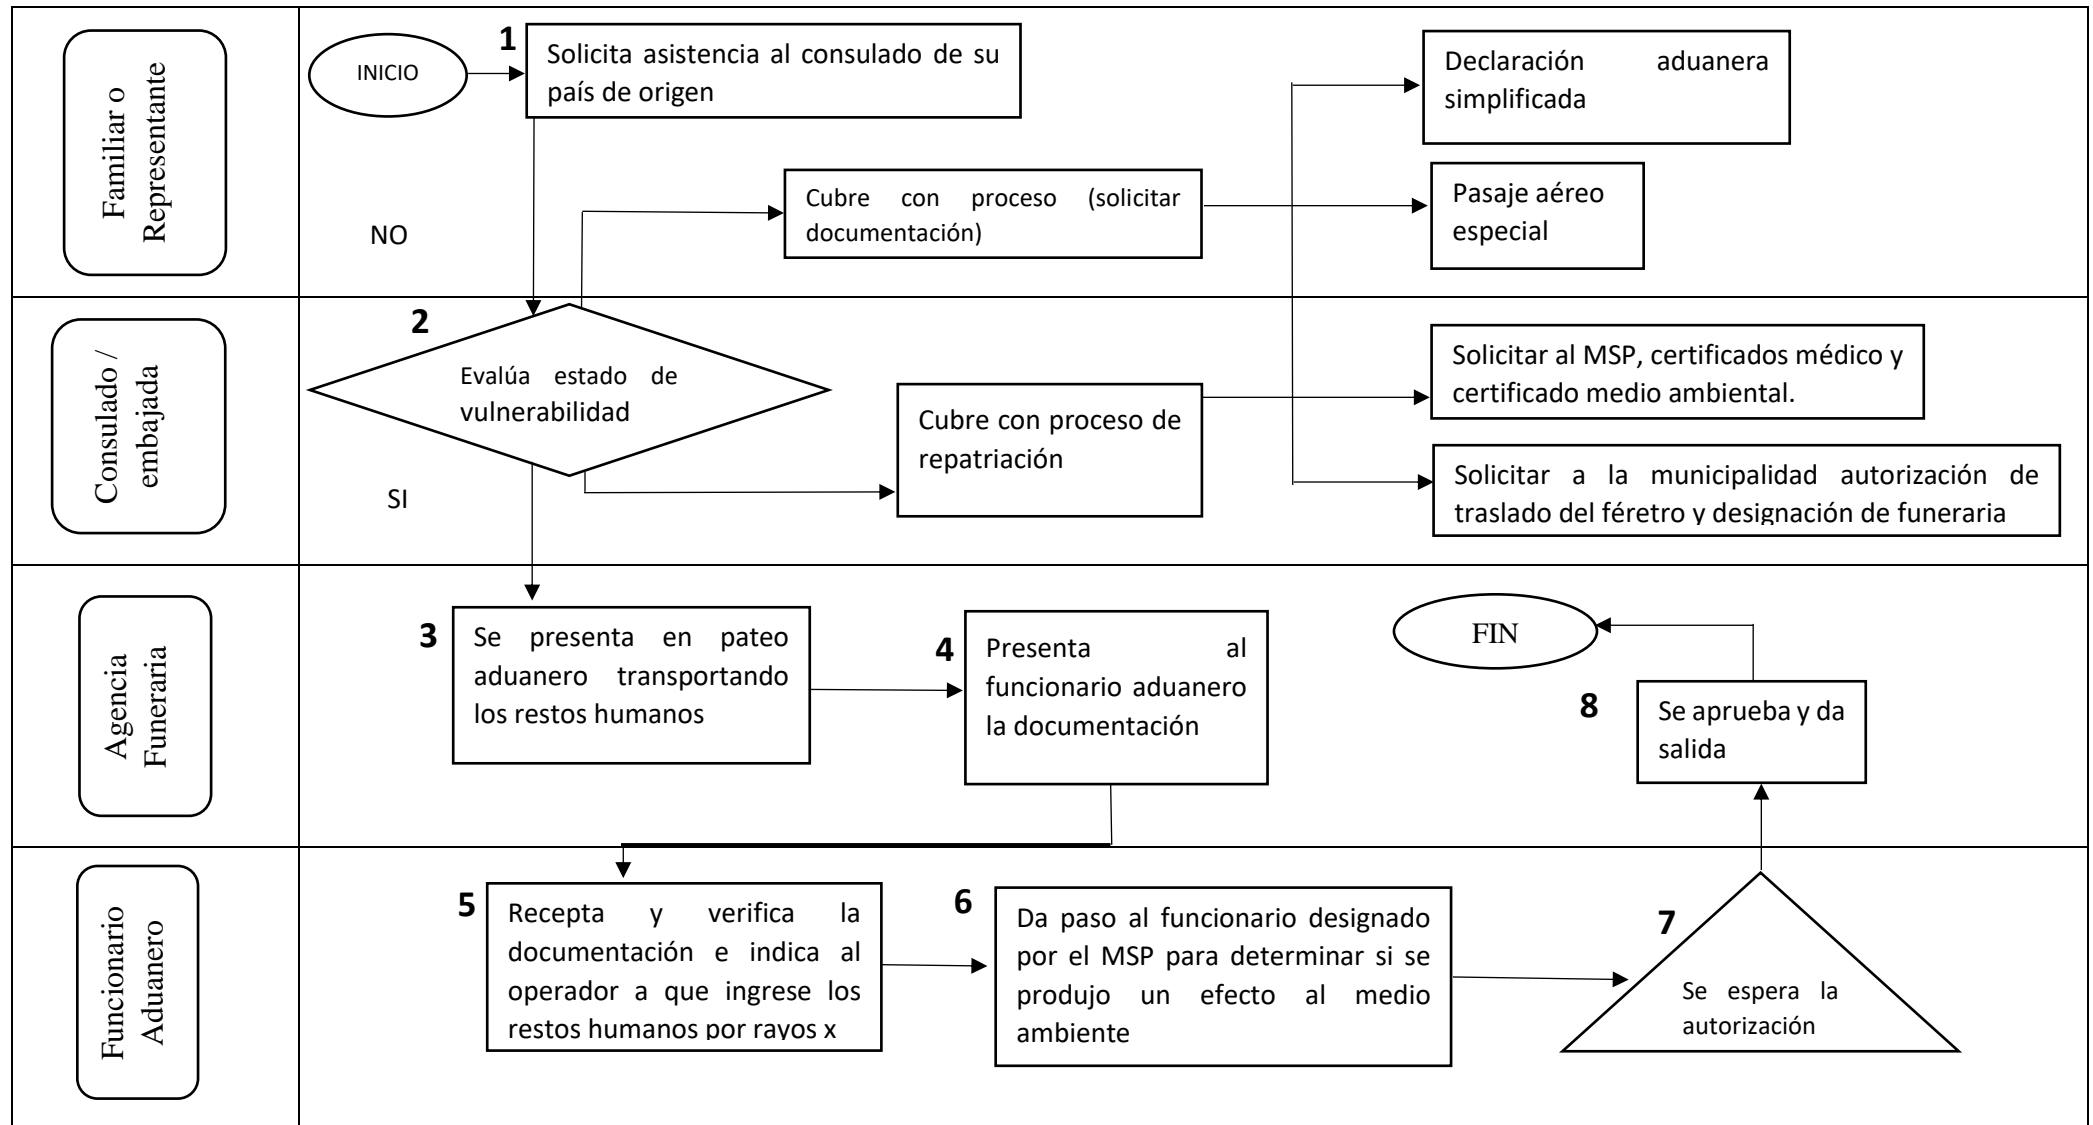 Familiar o
Representante
INICIO
1
Solicita asistencia al consulado de su
país de origen
NO
Cubre con proceso (solicitar
documentación)
Declaración aduanera
simplificada
Pasaje aéreo
especial
Consulado /
embajada
2
Evalúa estado de
vulnerabilidad
SI
Cubre con proceso de
repatriación
Solicitar al MSP, certificados médico y
certificado medio ambiental.
Solicitar a la municipalidad autorización de
traslado del féretro y designación de funeraria
Agencia
Funeraria
3
Se presenta en pateo
aduanero transportando
los restos humanos
4
Presenta al
funcionario aduanero
la documentación
FIN
8
Se aprueba y da
salida
Funcionario
Aduanero
5
Recepta y verifica la
documentación e indica al
operador a que ingrese los
restos humanos por rayos x
6
Da paso al funcionario designado
por el MSP para determinar si se
produjo un efecto al medio
ambiente
7
Se espera la
autorización